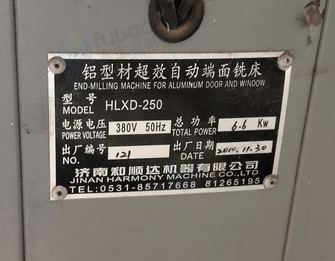 铝型材超效自动端面铣床
END-MILLING MACHINE FOR ALUMINUM DOOR AND WINDOW
型号 HLXD-250
MODEL
电源电压 380V 50Hz 总功率 6.6 Kw
POWER VOLTAGE TOTAL POWER
出厂编号 121 出厂日期 2010.11.30
NO. DATE
济南和顺达机器有限公司
JINAN HARMONY MACHINE CO.,LTD
TEL:0531-85717668 81265195